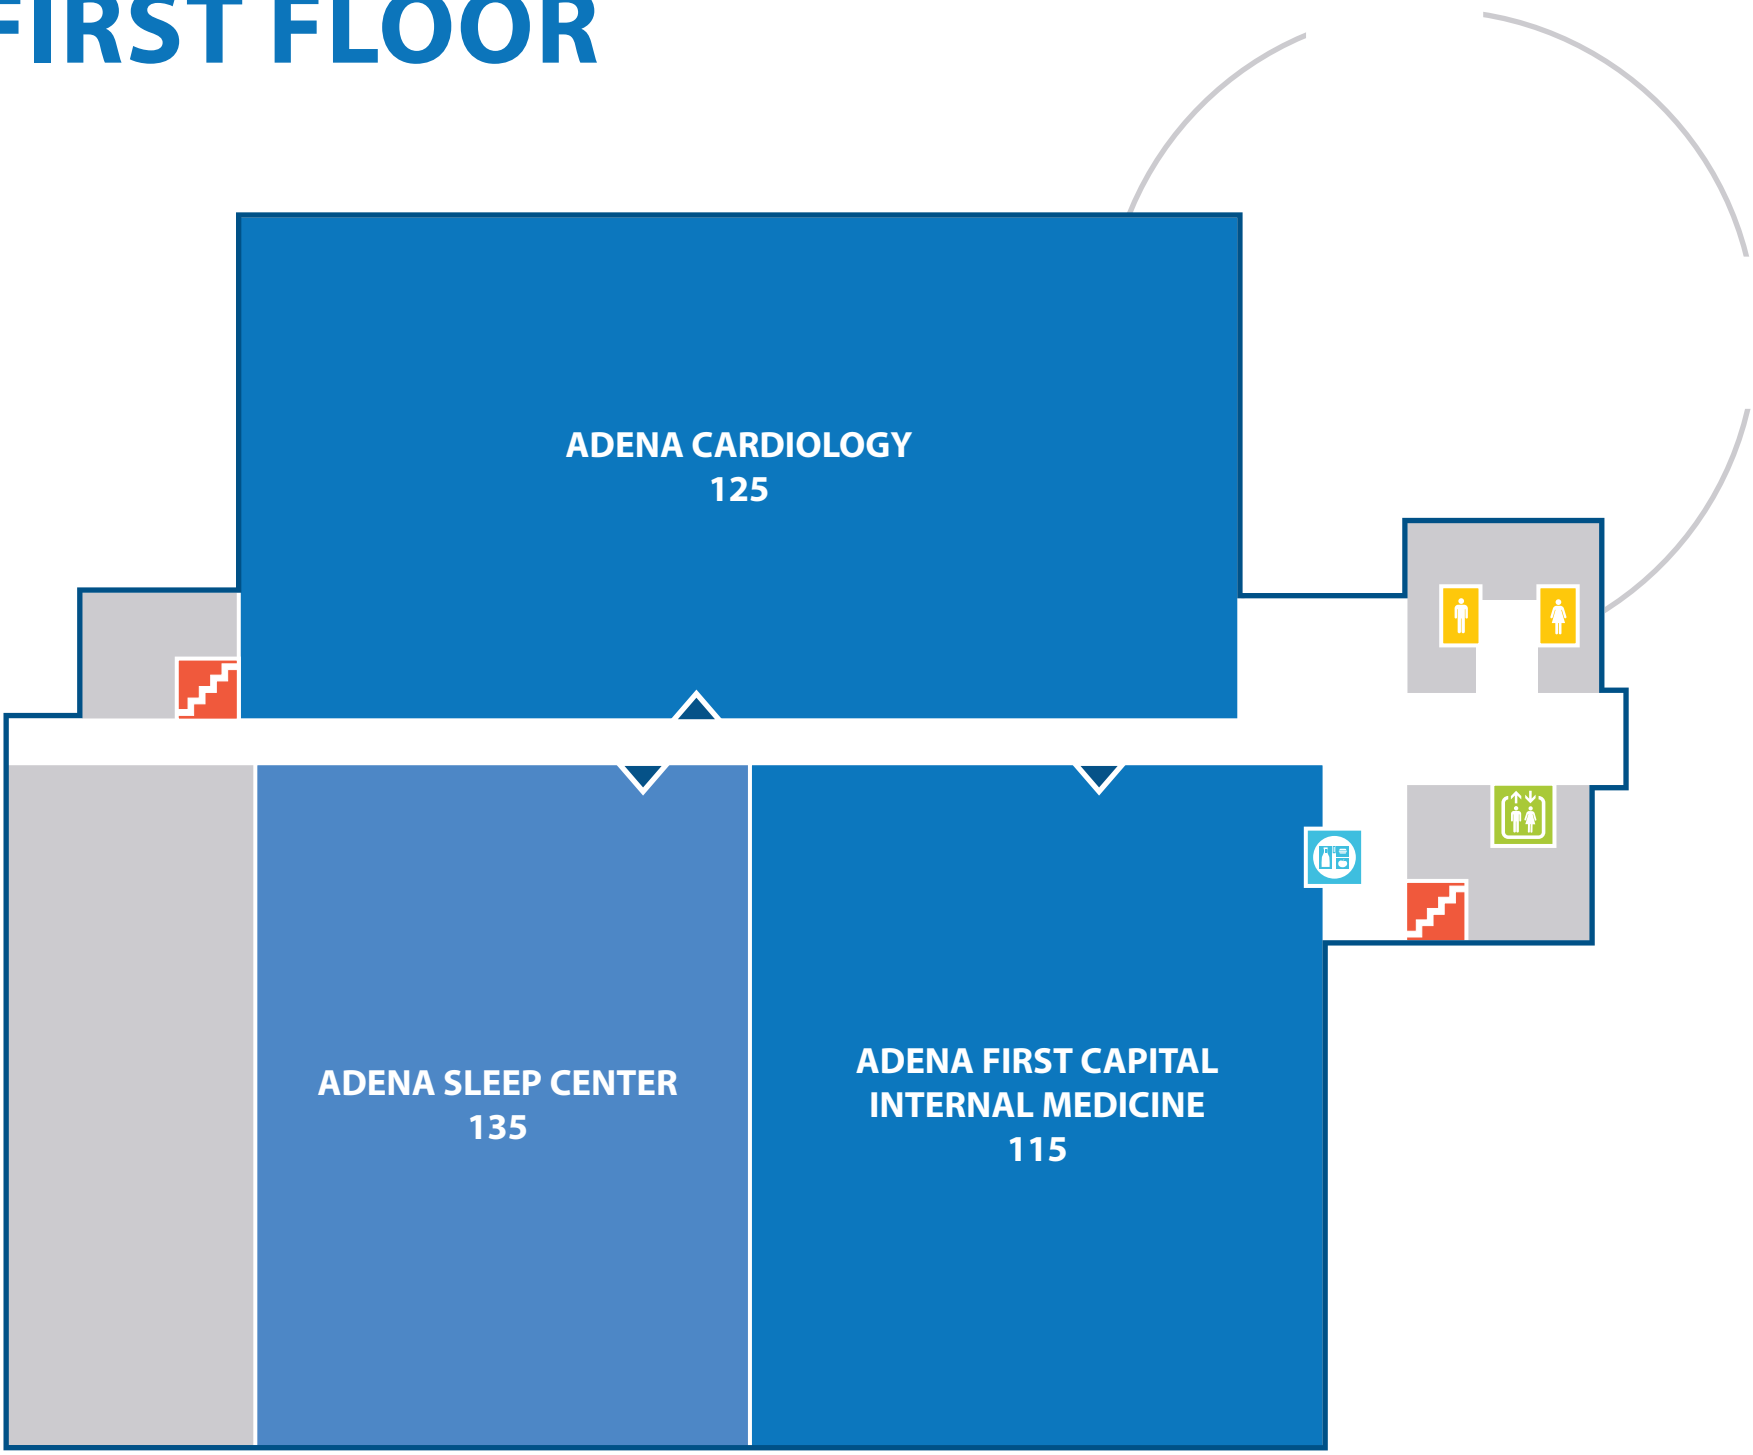 FIRST FLOOR
ADENA CARDIOLOGY
125
ADENA SLEEP CENTER
135
ADENA FIRST CAPITAL
INTERNAL MEDICINE
115